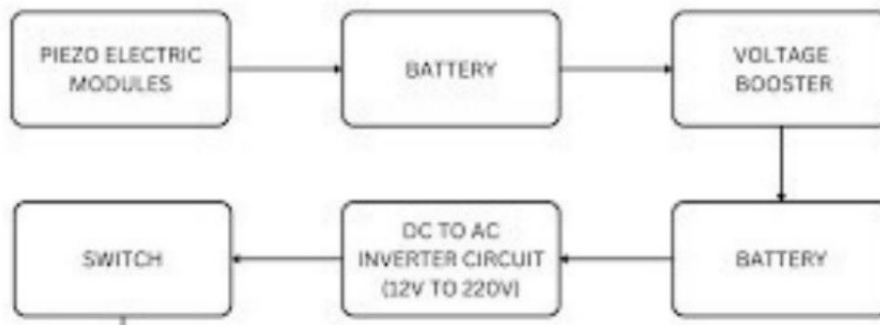 PIEZO ELECTRIC
MODULES
BATTERY
VOLTAGE
BOOSTER
SWITCH
DC TO AC
INVERTER CIRCUIT
(12V TO 220V)
BATTERY